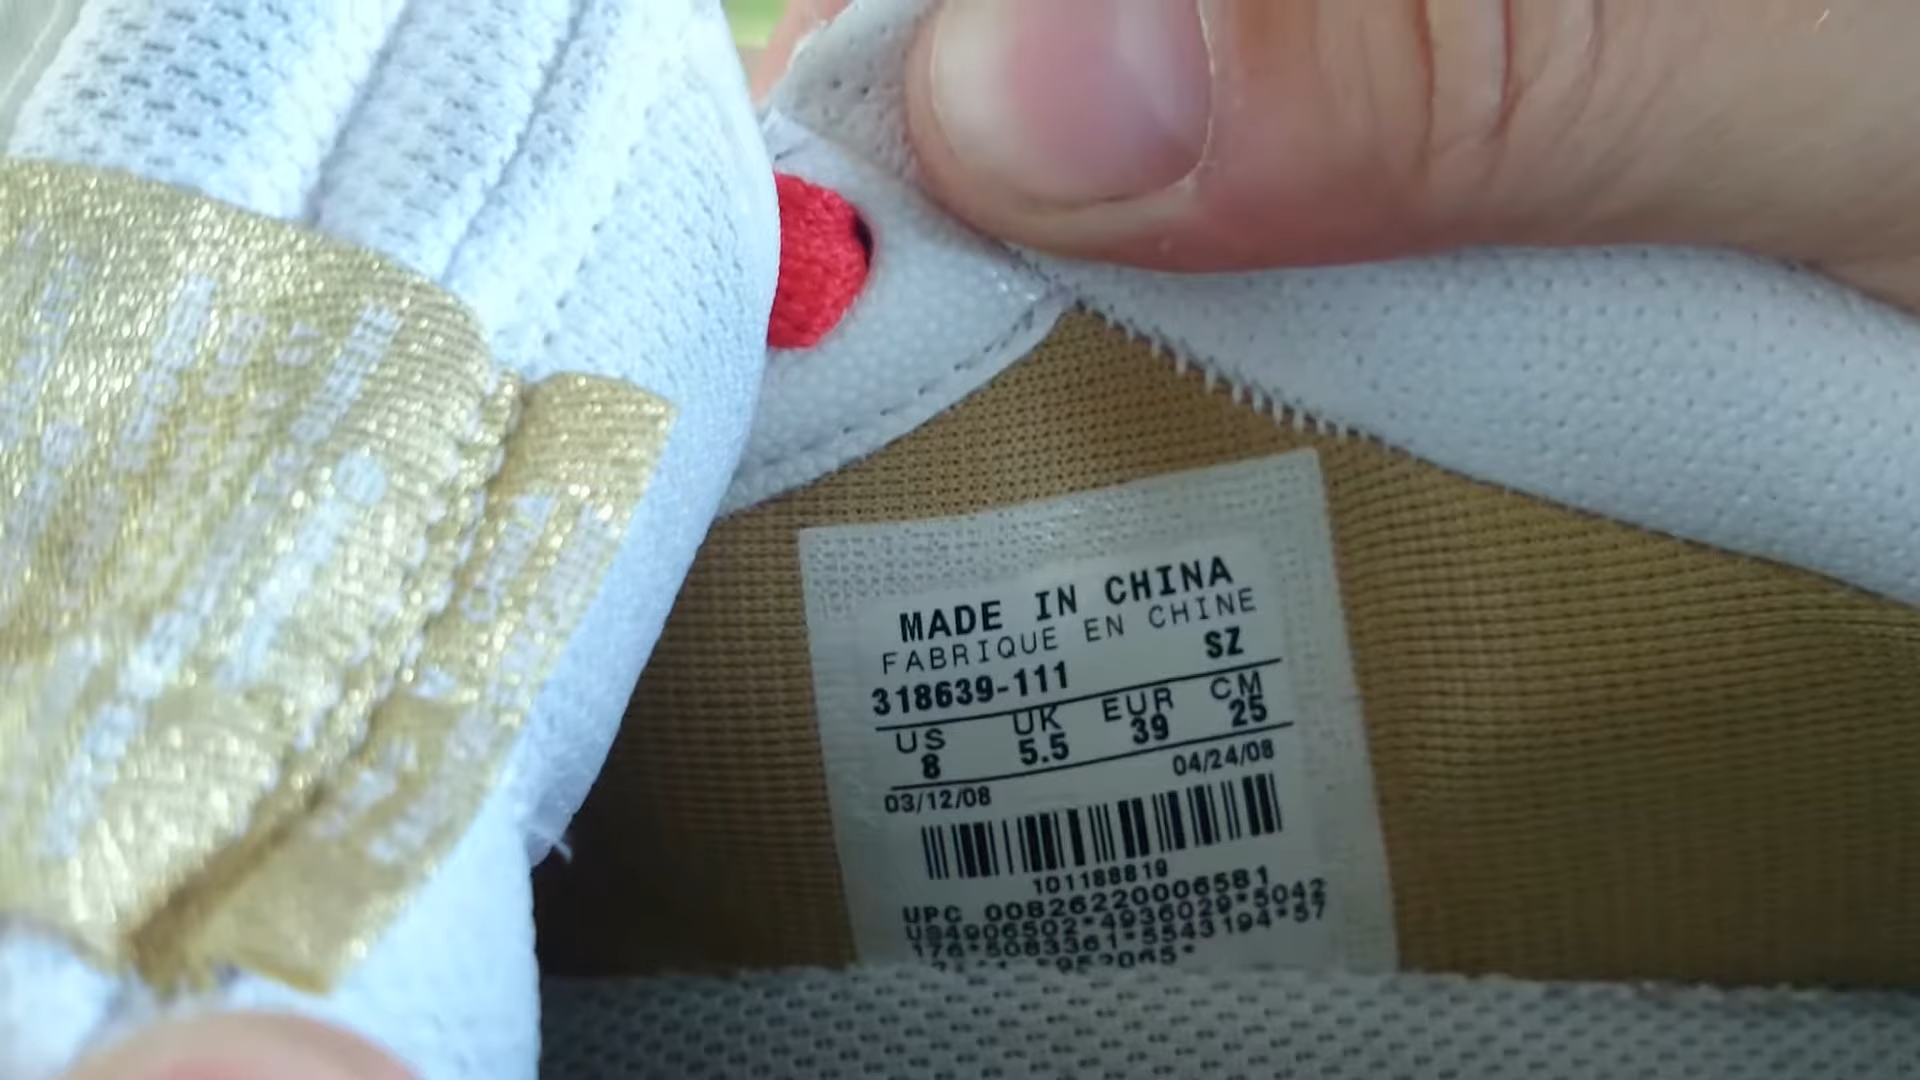 MADE IN CHINA
FABRIQUE EN CHINE
318639-111 SZ
US UK EUR CM
8 5.5 39 25
03/12/08 04/24/08
101188819
UPC 00826220006581
US4906502*4936029*5042
176*5083361*5543194*57